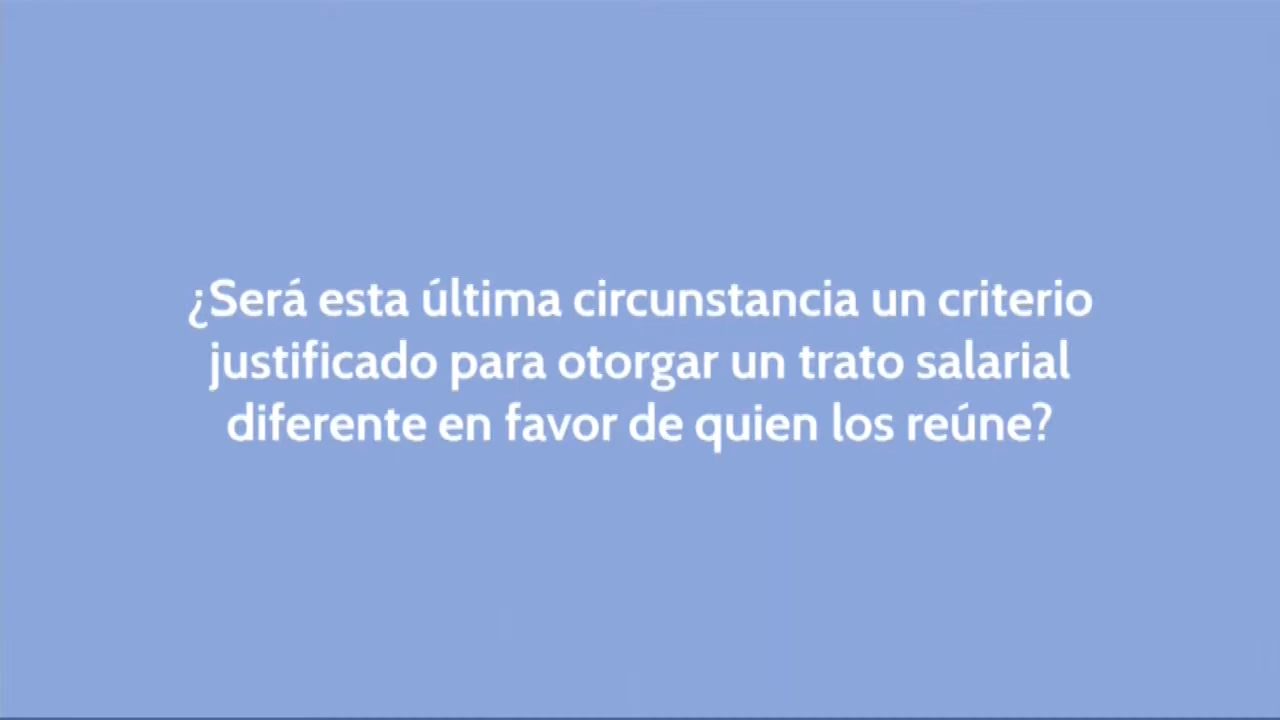 ¿Será esta última circunstancia un criterio
justificado para otorgar un trato salarial
diferente en favor de quien los reúne?